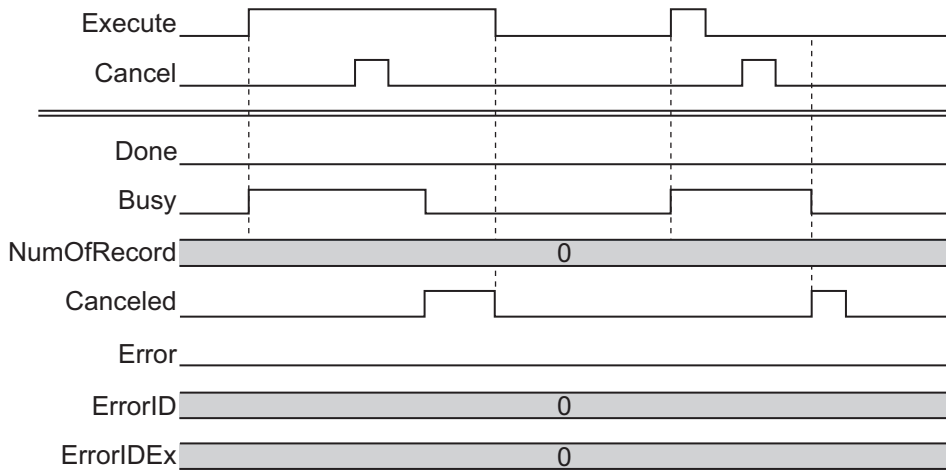 Execute
Cancel
Done
Busy
NumOfRecord 0
Canceled
Error
ErrorID 0
ErrorIDEx 0